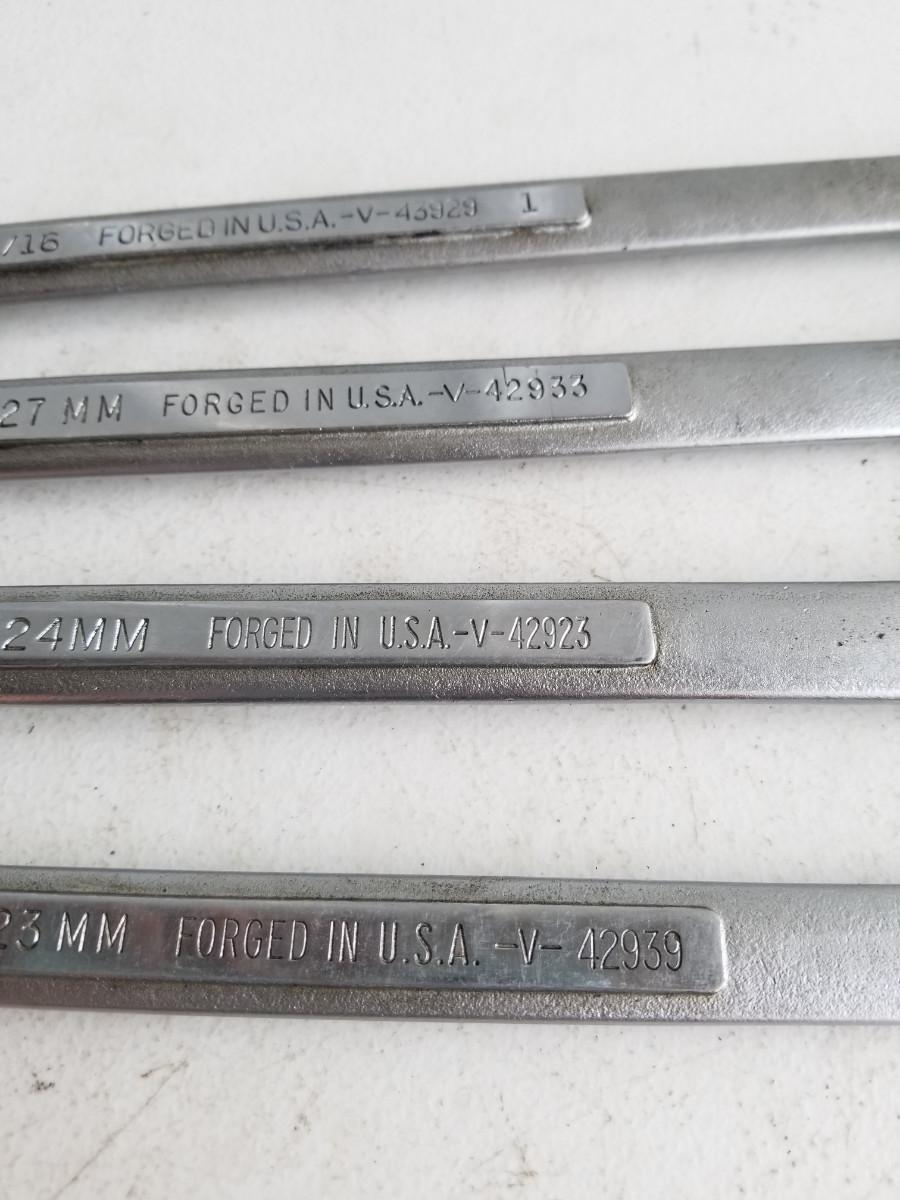 /16 FORGED IN U.S.A.-V-43929 1
27 MM FORGED IN U.S.A.-V-42933
24MM FORGED IN U.S.A.-V-42923
23 MM FORGED IN U.S.A. -V- 42939